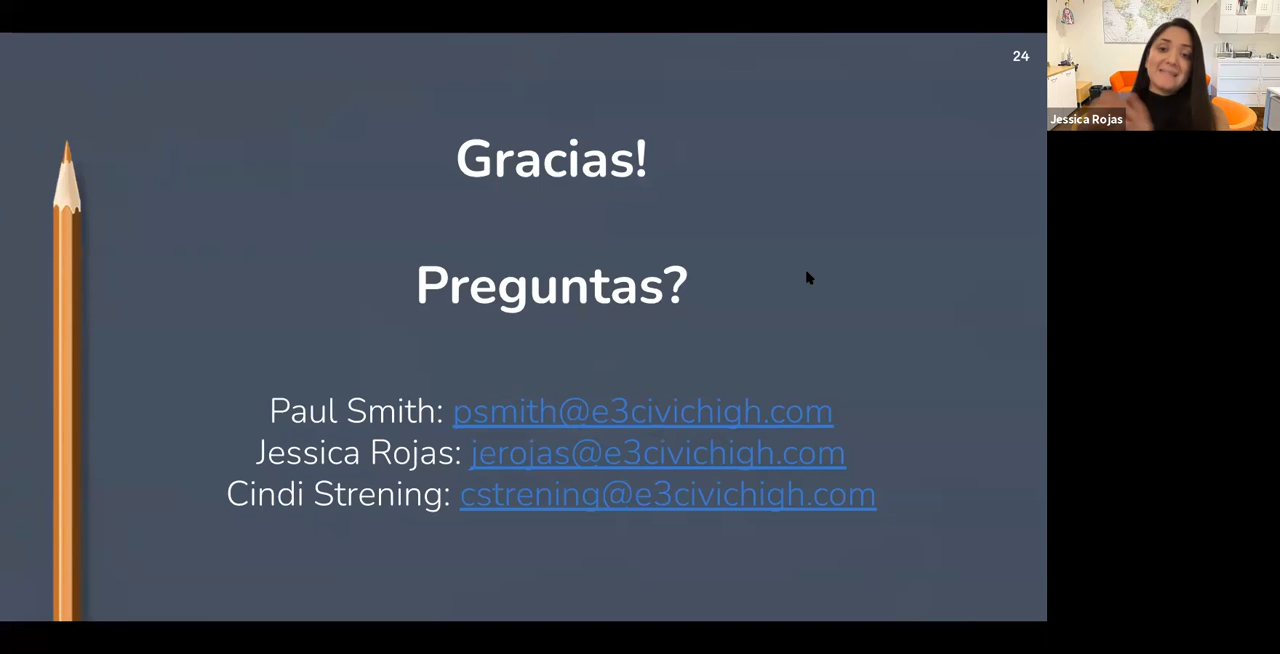 24
Gracias!
Preguntas?
Paul Smith: psmith@e3civichigh.com
Jessica Rojas: jerojas@e3civichigh.com
Cindi Strening: cstrening@e3civichigh.com
Jessica Rojas